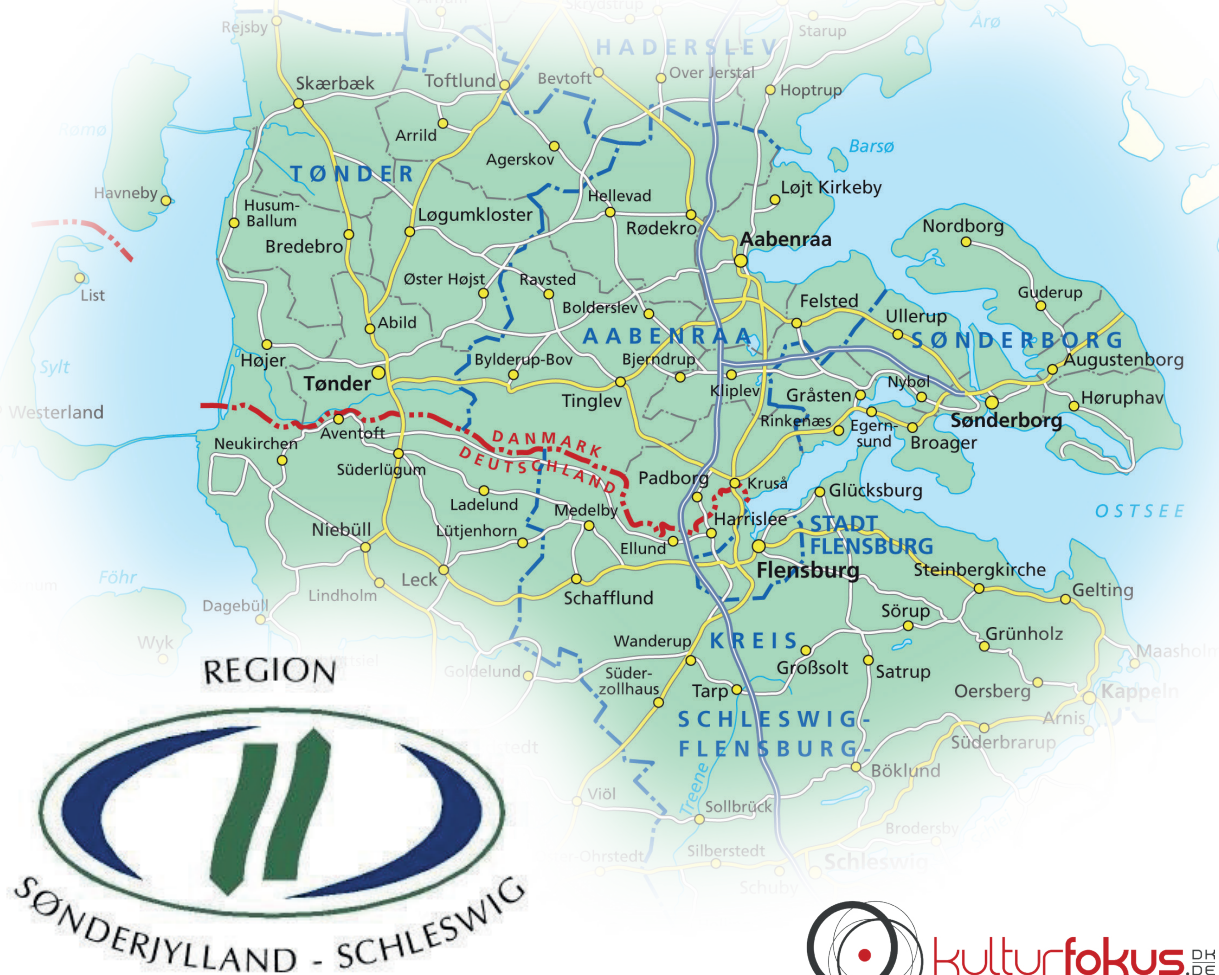 Skrydstrup
Starup
Årø
Rejsby
HADERSLEV
Over Jerstal
Skærbæk
Toftlund
Bevtoft
Hoptrup
Rømø
Arrild
Barsø
Agerskov
TØNDER
Havneby
Husum-
Ballum
Løgumkloster
Hellevad
Løjt Kirkeby
Bredebro
Rødekro
Aabenraa
Nordborg
List
Øster Højst
Ravsted
Bolderslev
Felsted
Guderup
Abild
Ullerup
AABENRAA
SØNDERBORG
Højer
Bylderup-Bov
Bjerndrup
Augustenborg
Sylt
Tønder
Kliplev
Gråsten
Nybøl
Høruphav
Tinglev
Westerland
Rinkenæs
Egern-
sund
Sønderborg
Broager
Neukirchen
Aventoft
DANMARK
DEUTSCHLAND
Süderlügum
Padborg
Kruså
Glücksburg
Ladelund
OSTSEE
Medelby
Harrislee
STADT
FLENSBURG
Niebüll
Lütjenhorn
Ellund
Flensburg
Steinbergkirche
Föhr
Leck
Lindholm
Schafflund
Gelting
Dagebüll
Sörup
Wyk
Wanderup
KREIS
Grünholz
Großsolt
Maasholm
Goldelund
Süder-
zollhaus
Tarp
Satrup
Oersberg
Kappeln
REGION
SCHLESWIG-
FLENSBURG-
Arnis
Süderbrarup
Böklund
Treene
Viöl
Sollbrück
Brodersby
Silberstedt
Schleswig
Schuby
SØNDERJYLLAND - SCHLESWIG
kulturfokus DK
.DE